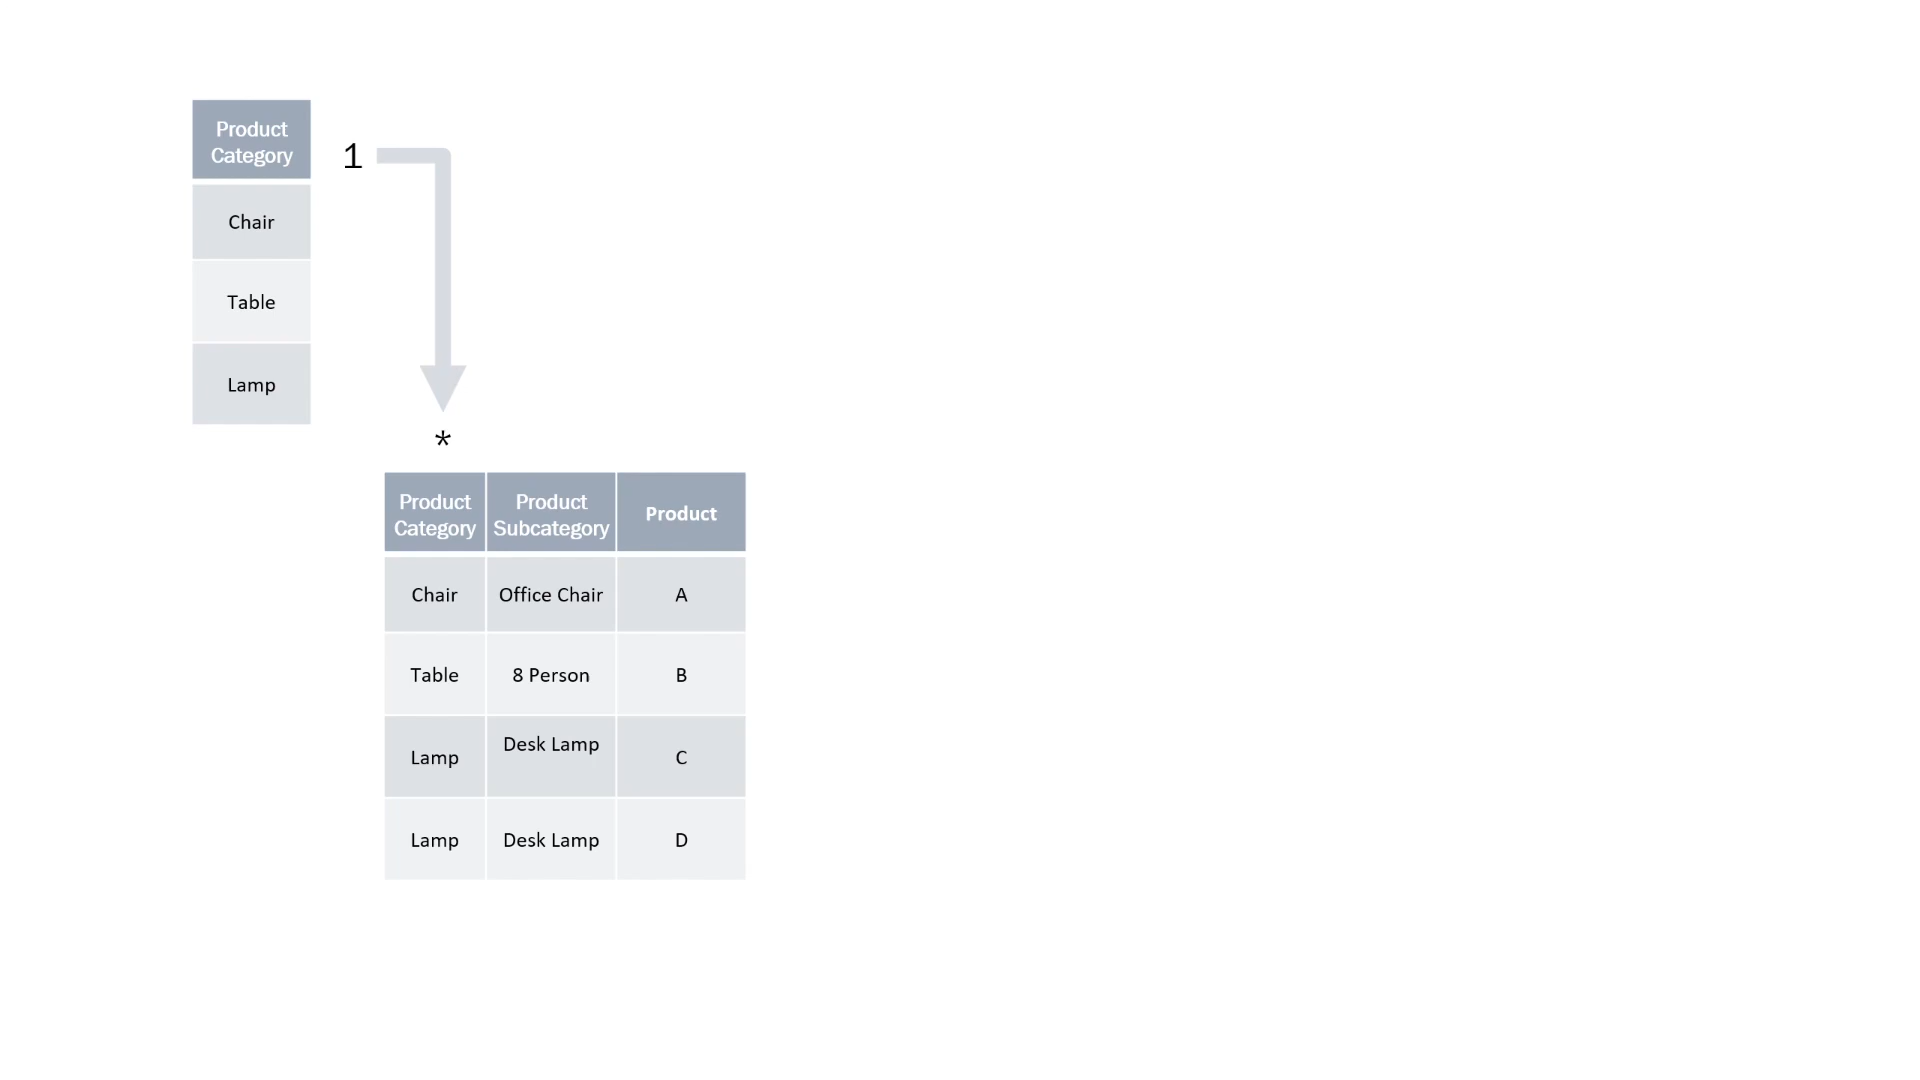 Product
Category
1
Chair
Table
Lamp
*
Product Category
Product Subcategory
Product
Chair
Office Chair
A
Table
8 Person
B
Lamp
Desk Lamp
C
Lamp
Desk Lamp
D